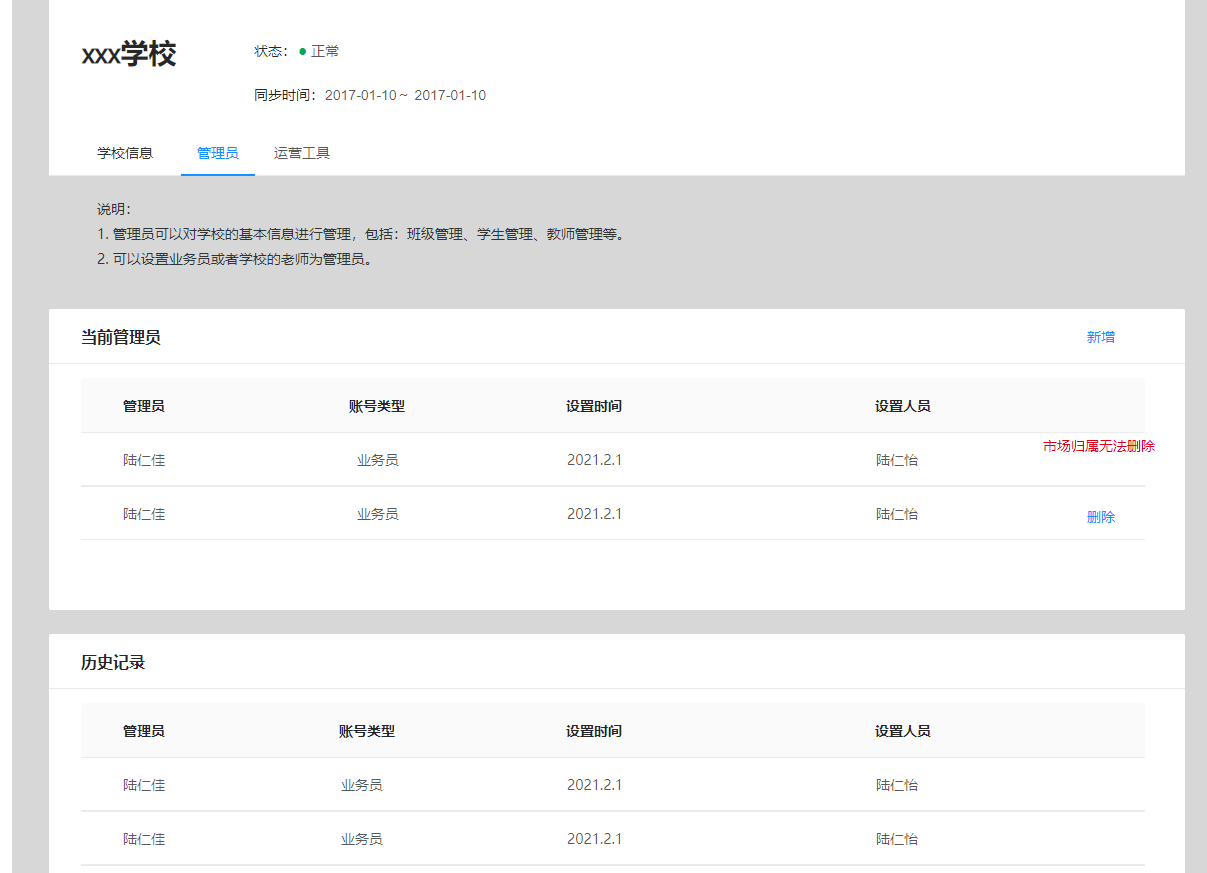 xxx学校
状态： 正常
同步时间：2017-01-10 ~ 2017-01-10
学校信息 管理员 运营工具
说明：
1. 管理员可以对学校的基本信息进行管理，包括：班级管理、学生管理、教师管理等。
2. 可以设置业务员或者学校的老师为管理员。
当前管理员 新增
管理员 账号类型 设置时间 设置人员
市场归属无法删除
陆仁佳 业务员 2021.2.1 陆仁怡
陆仁佳 业务员 2021.2.1 陆仁怡 删除
历史记录
管理员 账号类型 设置时间 设置人员
陆仁佳 业务员 2021.2.1 陆仁怡
陆仁佳 业务员 2021.2.1 陆仁怡